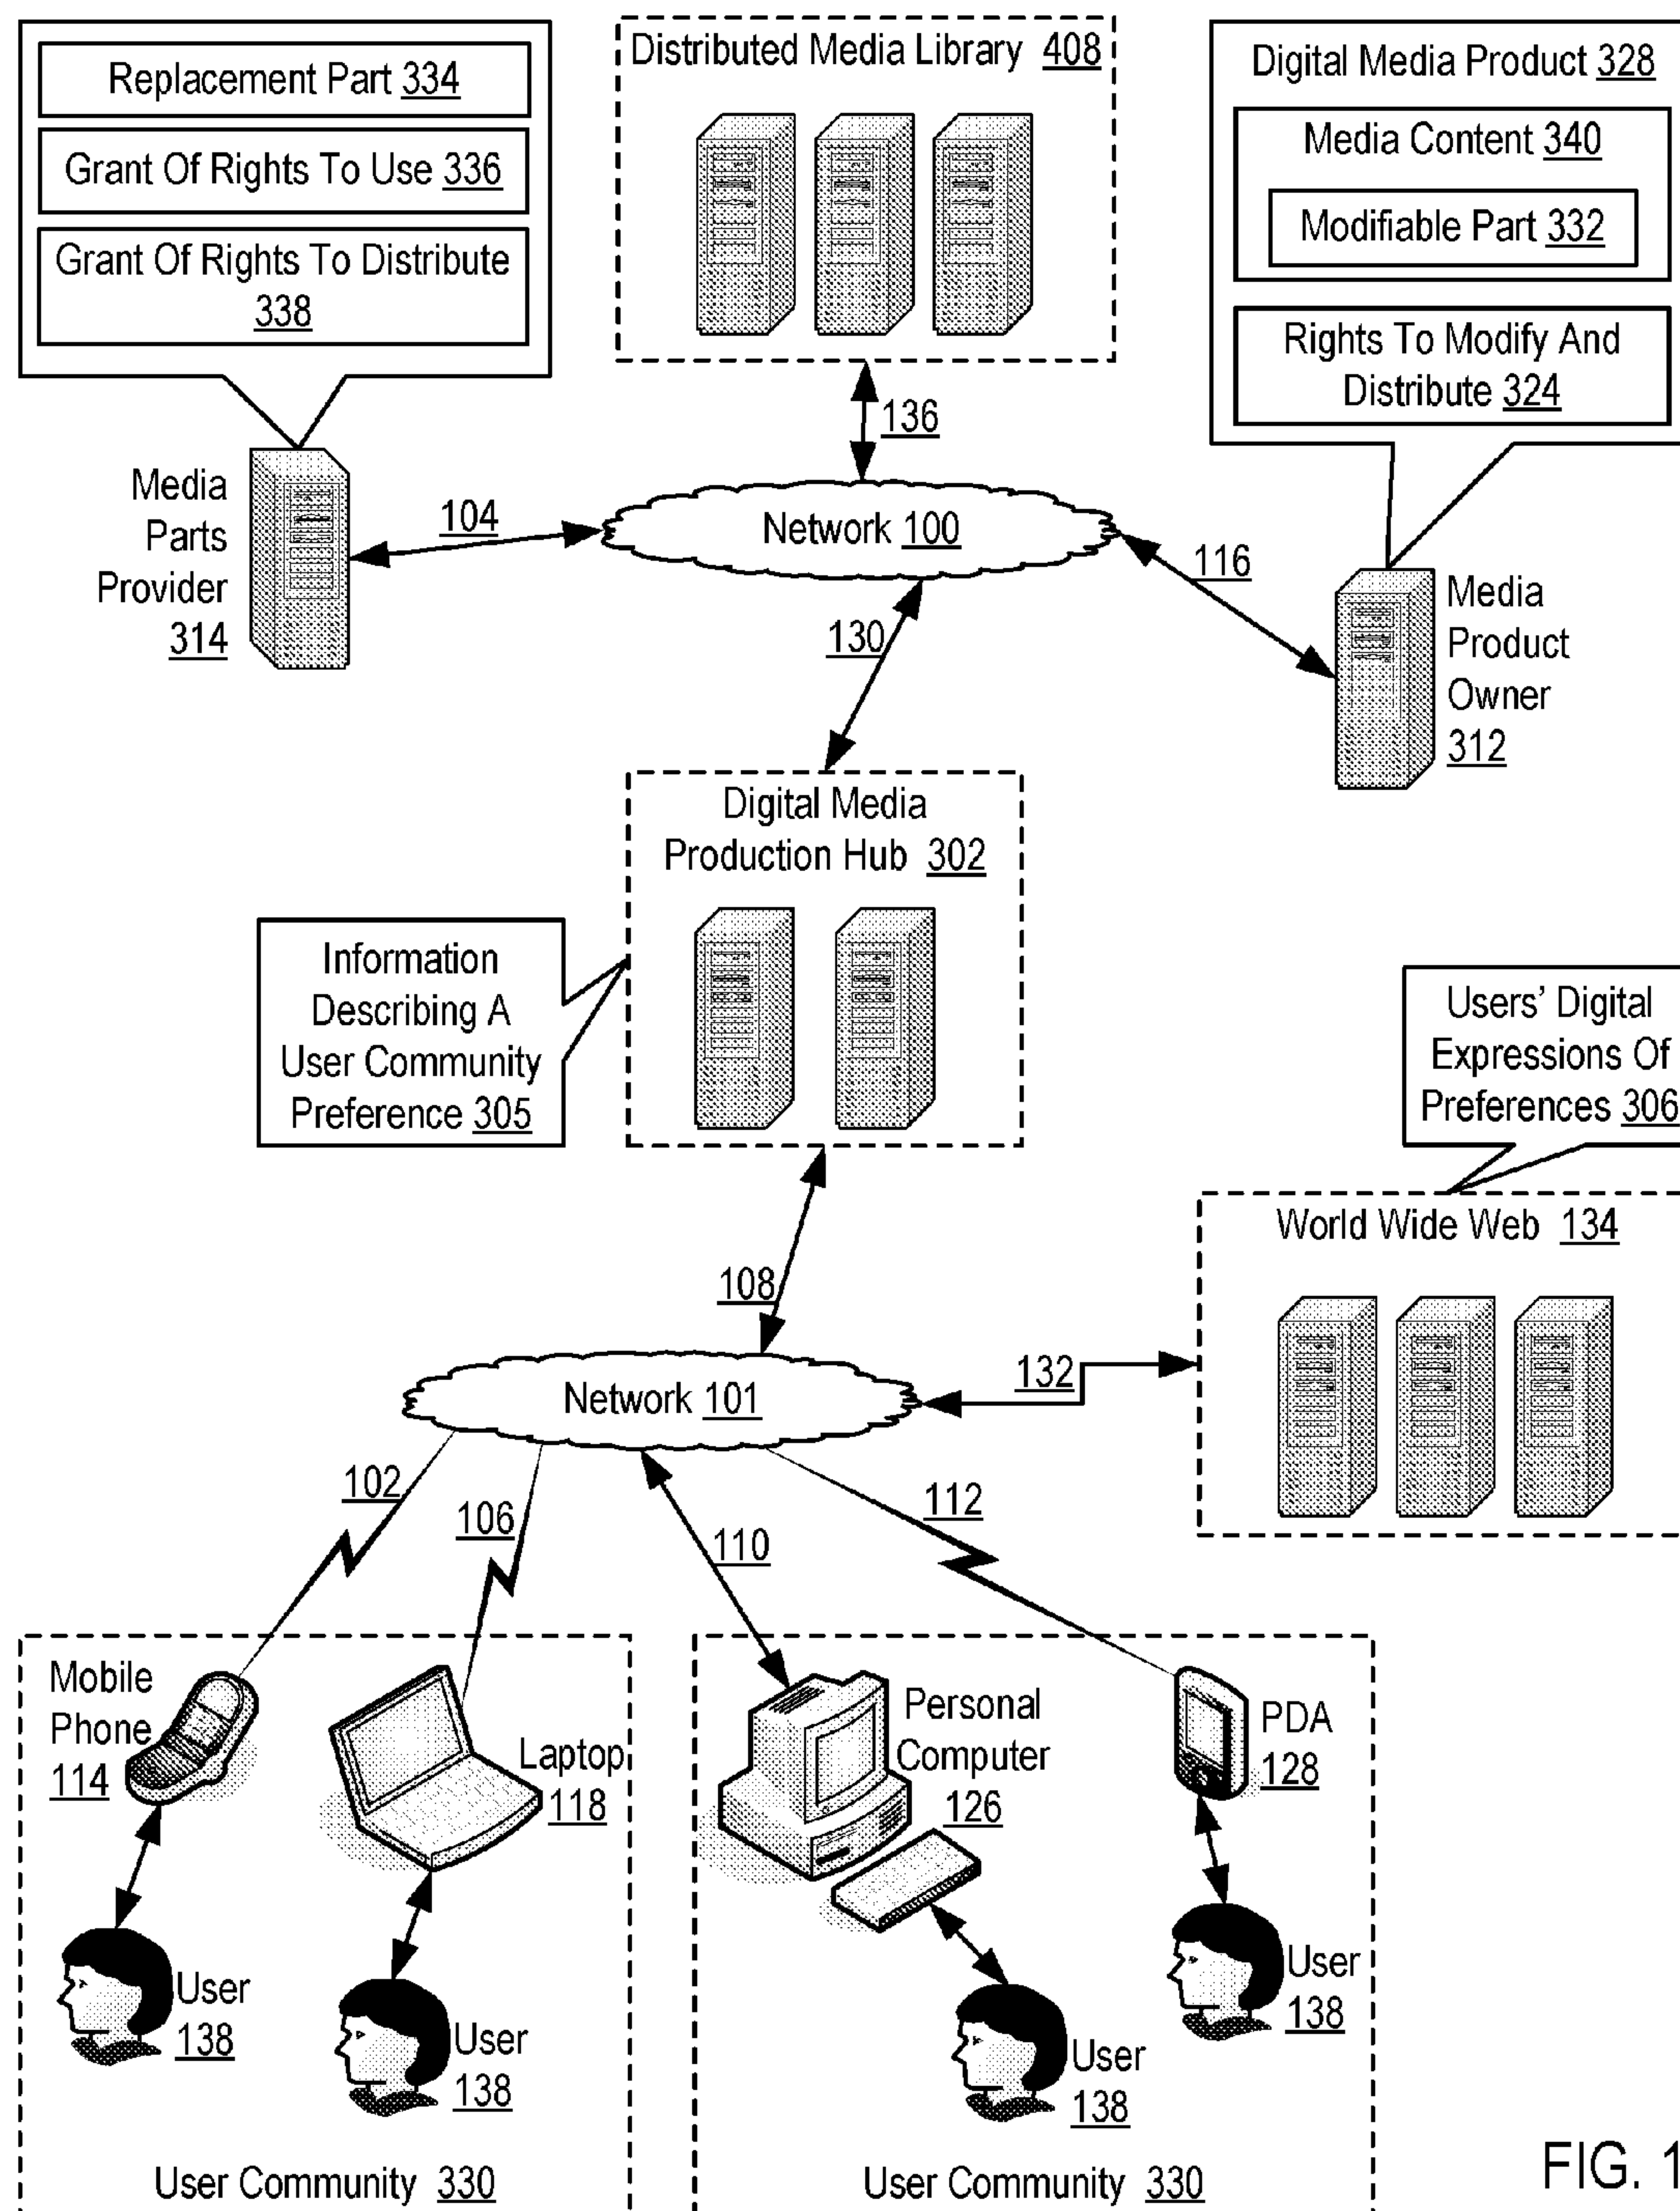 Replacement Part 334
Grant Of Rights To Use 336
Grant Of Rights To Distribute
338
Distributed Media Library 408
Digital Media Product 328
Media Content 340
Modifiable Part 332
Rights To Modify And
Distribute 324
136
Media
Parts
Provider
314
104
Network 100
116
Media
Product
Owner
312
130
Digital Media
Production Hub 302
Information
Describing A
User Community
Preference 305
Users' Digital
Expressions Of
Preferences 306
World Wide Web 134
108
Network 101
132
102
106
110
112
Mobile
Phone
114
Laptop
118
Personal
Computer
126
PDA
128
User
138
User
138
User
138
User
138
User Community 330
User Community 330
FIG. 1